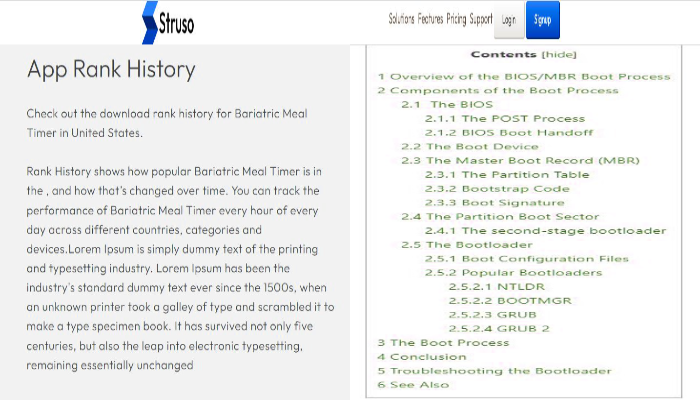 Struso
Solutions Feactures Pricing Support Login Signup
App Rank History
Check out the download rank history for Bariatric Meal
Timer in United States.
Rank History shows how popular Bariatric Meal Timer is in
the , and how that's changed over time. You can track the
performance of Bariatric Meal Timer every hour of every
day across different countries, categories and
devices.Lorem Ipsum is simply dummy text of the printing
and typesetting industry. Lorem Ipsum has been the
industry's standard dummy text ever since the 1500s, when
an unknown printer took a galley of type and scrambled it to
make a type specimen book. It has survived not only five
centuries, but also the leap into electronic typesetting,
remaining essentially unchanged
Contents [hide]
1 Overview of the BIOS/MBR Boot Process
2 Components of the Boot Process
2.1 The BIOS
2.1.1 The POST Process
2.1.2 BIOS Boot Handoff
2.2 The Boot Device
2.3 The Master Boot Record (MBR)
2.3.1 The Partition Table
2.3.2 Bootstrap Code
2.3.3 Boot Signature
2.4 The Partition Boot Sector
2.4.1 The second-stage bootloader
2.5 The Bootloader
2.5.1 Boot Configuration Files
2.5.2 Popular Bootloaders
2.5.2.1 NTLDR
2.5.2.2 BOOTMGR
2.5.2.3 GRUB
2.5.2.4 GRUB 2
3 The Boot Process
4 Conclusion
5 Troubleshooting the Bootloader
6 See Also